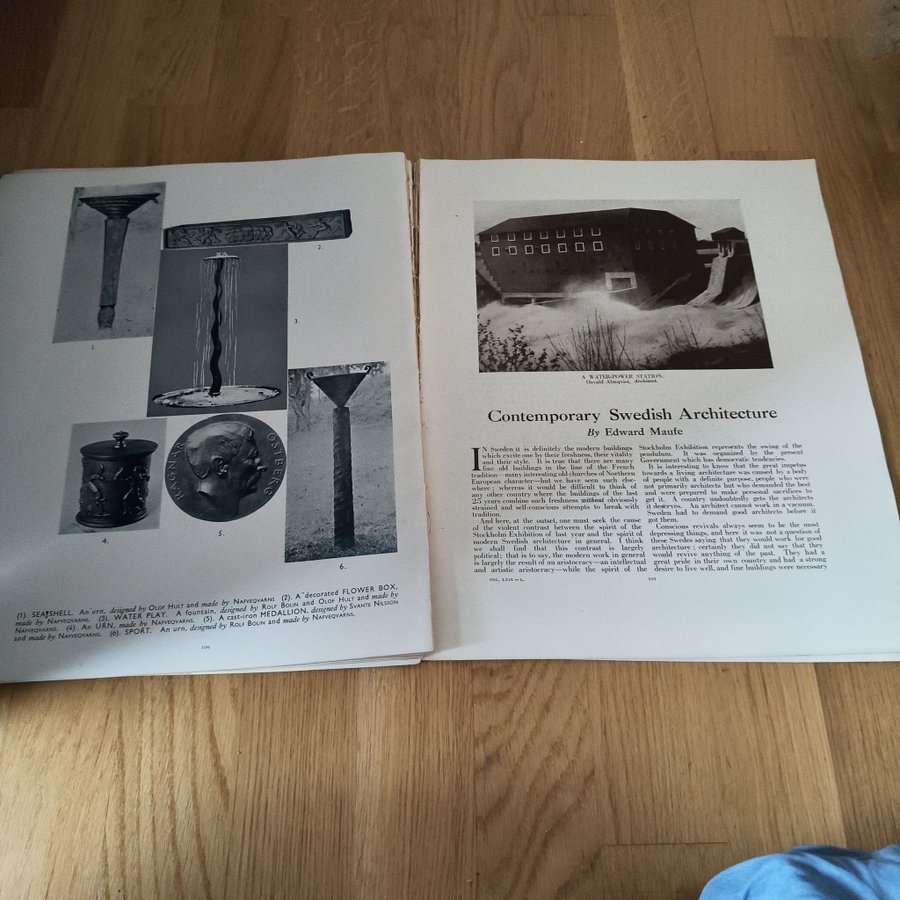 1.
2.
3.
RAGNAR ÖSTBERG
4.
5.
6.
(1). SEASHELL. An urn, designed by OLOF HULT and made by NAFVEQVARNS. (2). A decorated FLOWER BOX,
made by NAFVEQVARNS. (3). WATER PLAY. A fountain, designed by ROLF BOLIN and OLOF HULT and made by
NAFVEQVARNS. (4). An URN, made by NAFVEQVARNS. (5). A cast-iron MEDALLION, designed by SVANTE NILSSON
and made by NAFVEQVARNS. (6). SPORT. An urn, designed by ROLF BOLIN and made by NAFVEQVARNS.
A WATER-POWER STATION.
Osvald Almqvist, Architect.
Contemporary Swedish Architecture
By Edward Maufe
IN Sweden it is definitely the modern buildings
which excite one by their freshness, their vitality
and their style. It is true that there are many
fine old buildings in the line of the French
tradition—many interesting old churches of Northern
European character—but we have seen such else-
where; whereas it would be difficult to think of
any other country where the buildings of the last
25 years combine such freshness without obviously
strained and self-conscious attempts to break with
tradition.
And here, at the outset, one must seek the cause
of the violent contrast between the spirit of the
Stockholm Exhibition of last year and the spirit of
modern Swedish architecture in general. I think
we shall find that this contrast is largely
political; that is to say, the modern work in general
is largely the result of an aristocracy—an intellectual
and artistic aristocracy—while the spirit of the
VOL. LXIX—L
Stockholm Exhibition represents the swing of the
pendulum. It was organized by the present
Government which has democratic tendencies.
It is interesting to know that the great impetus
towards a living architecture was caused by a body
of people with a definite purpose, people who were
not primarily architects but who demanded the best
and were prepared to make personal sacrifices to
get it. A country undoubtedly gets the architects
it deserves. An architect cannot work in a vacuum.
Sweden had to demand good architects before it
got them.
Conscious revivals always seem to be the most
depressing things, and here it was not a question of
these Swedes saying that they would work for good
architecture; certainly they did not say that they
would revive anything of the past. They had a
great pride in their own country and had a strong
desire to live well, and fine buildings were necessary